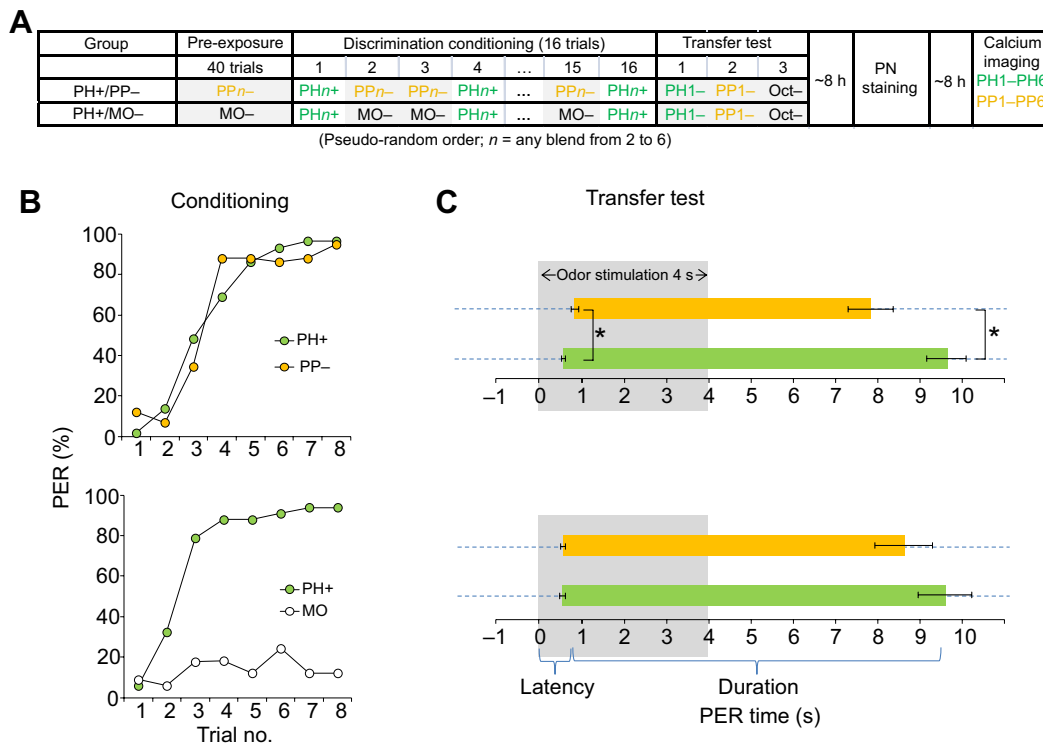 A
Group Pre-exposure Discrimination conditioning (16 trials) Transfer test ~8 h PN staining ~8 h Calcium imaging PH1–PH6 PP1–PP6
40 trials 1 2 3 4 ... 15 16 1 2 3
PH+/PP– PPn– PHn+ PPn– PPn– PHn+ ... PPn– PHn+ PH1– PP1– Oct–
PH+/MO– MO– PHn+ MO– MO– PHn+ ... MO– PHn+ PH1– PP1– Oct–
(Pseudo-random order; n = any blend from 2 to 6)
B
Conditioning
100
80
60
40
20
0
PH+
PP–
1 2 3 4 5 6 7 8
PER (%)
100
80
60
40
20
0
PH+
MO
1 2 3 4 5 6 7 8
Trial no.
C
Transfer test
Odor stimulation 4 s
*
*
–1 0 1 2 3 4 5 6 7 8 9 10
–1 0 1 2 3 4 5 6 7 8 9 10
Latency Duration
PER time (s)